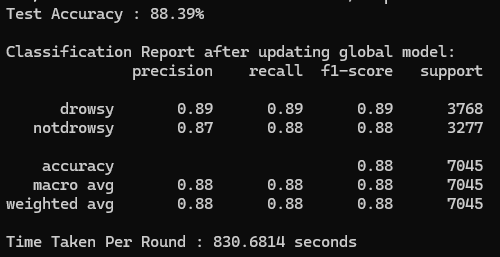 Test Accuracy : 88.39%
Classification Report after updating global model:
precision recall f1-score support
drowsy 0.89 0.89 0.89 3768
notdrowsy 0.87 0.88 0.88 3277
accuracy 0.88 7045
macro avg 0.88 0.88 0.88 7045
weighted avg 0.88 0.88 0.88 7045
Time Taken Per Round : 830.6814 seconds